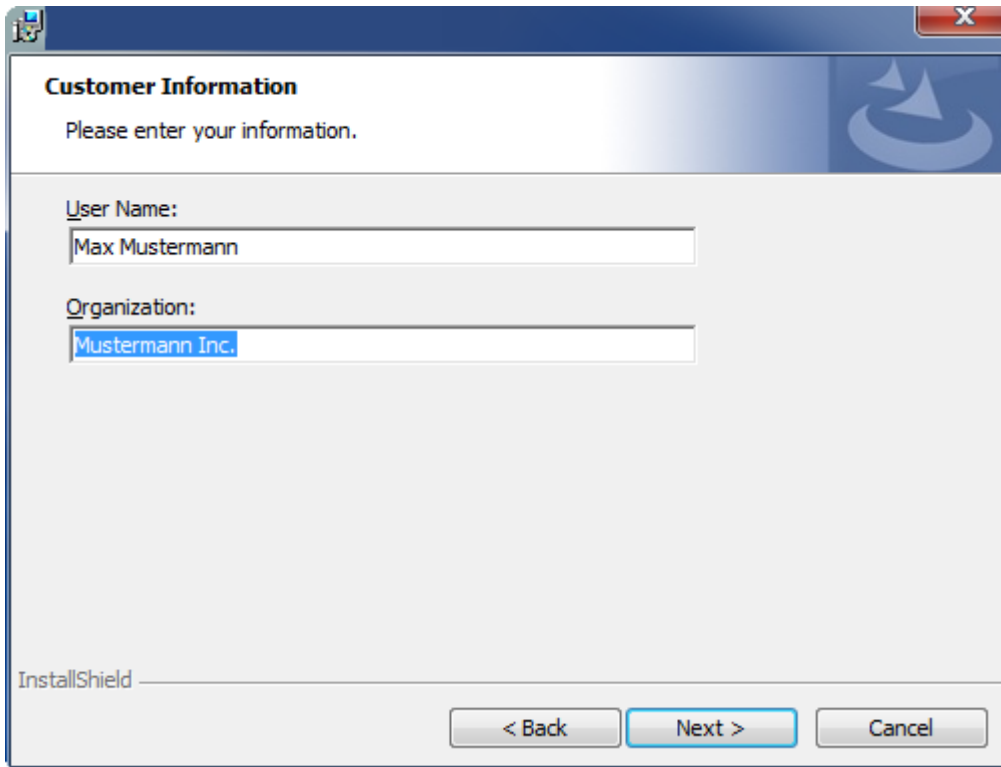 Customer Information
Please enter your information.
User Name:
Max Mustermann
Organization:
Mustermann Inc.
InstallShield
< Back Next > Cancel